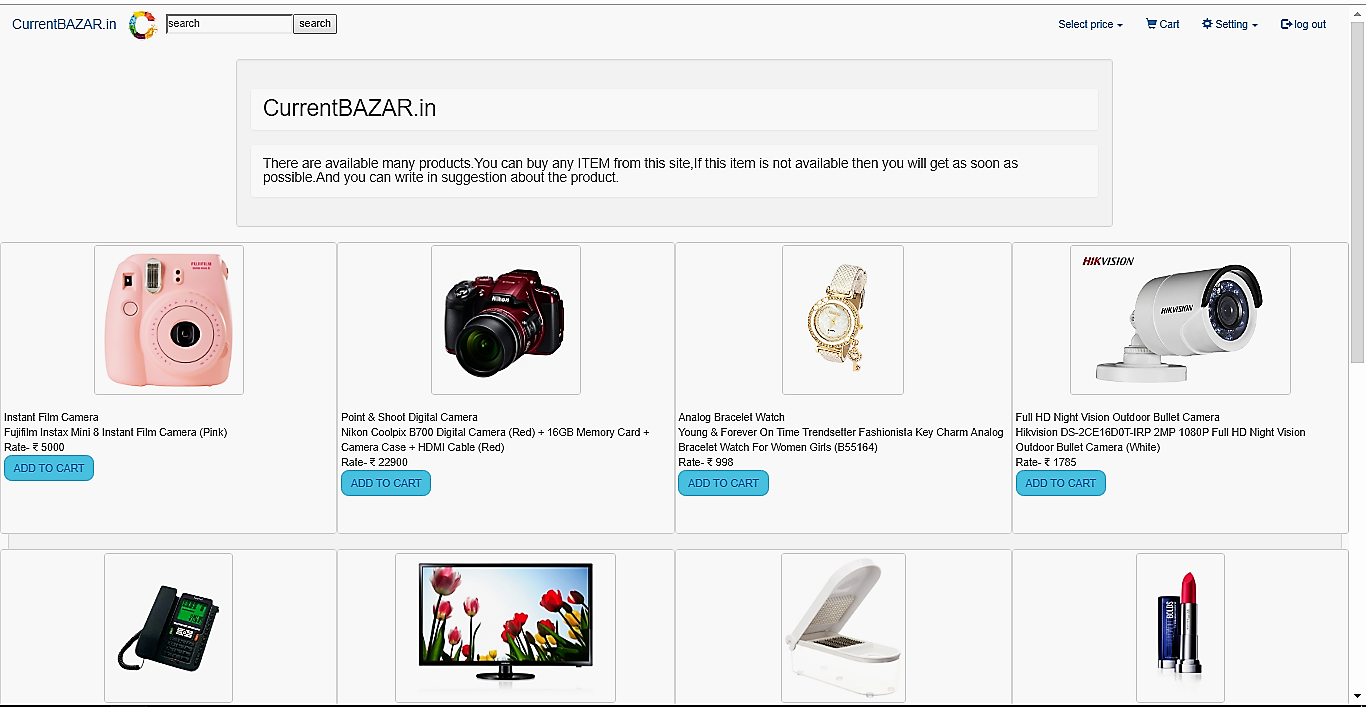 CurrentBAZAR.in search search Select price Cart Setting log out
CurrentBAZAR.in
There are available many products.You can buy any ITEM from this site,If this item is not available then you will get as soon as
possible.And you can write in suggestion about the product.
FUJIFILM
Nikon
HIKVISION
HIKVISION
Instant Film Camera
Fujifilm Instax Mini 8 Instant Film Camera (Pink)
Rate- ₹ 5000
ADD TO CART
Point & Shoot Digital Camera
Nikon Coolpix B700 Digital Camera (Red) + 16GB Memory Card +
Camera Case + HDMI Cable (Red)
Rate- ₹ 22900
ADD TO CART
Analog Bracelet Watch
Young & Forever On Time Trendsetter Fashionista Key Charm Analog
Bracelet Watch For Women Girls (B55164)
Rate- ₹ 998
ADD TO CART
Full HD Night Vision Outdoor Bullet Camera
Hikvision DS-2CE16D0T-IRP 2MP 1080P Full HD Night Vision
Outdoor Bullet Camera (White)
Rate- ₹ 1785
ADD TO CART
BOLDS